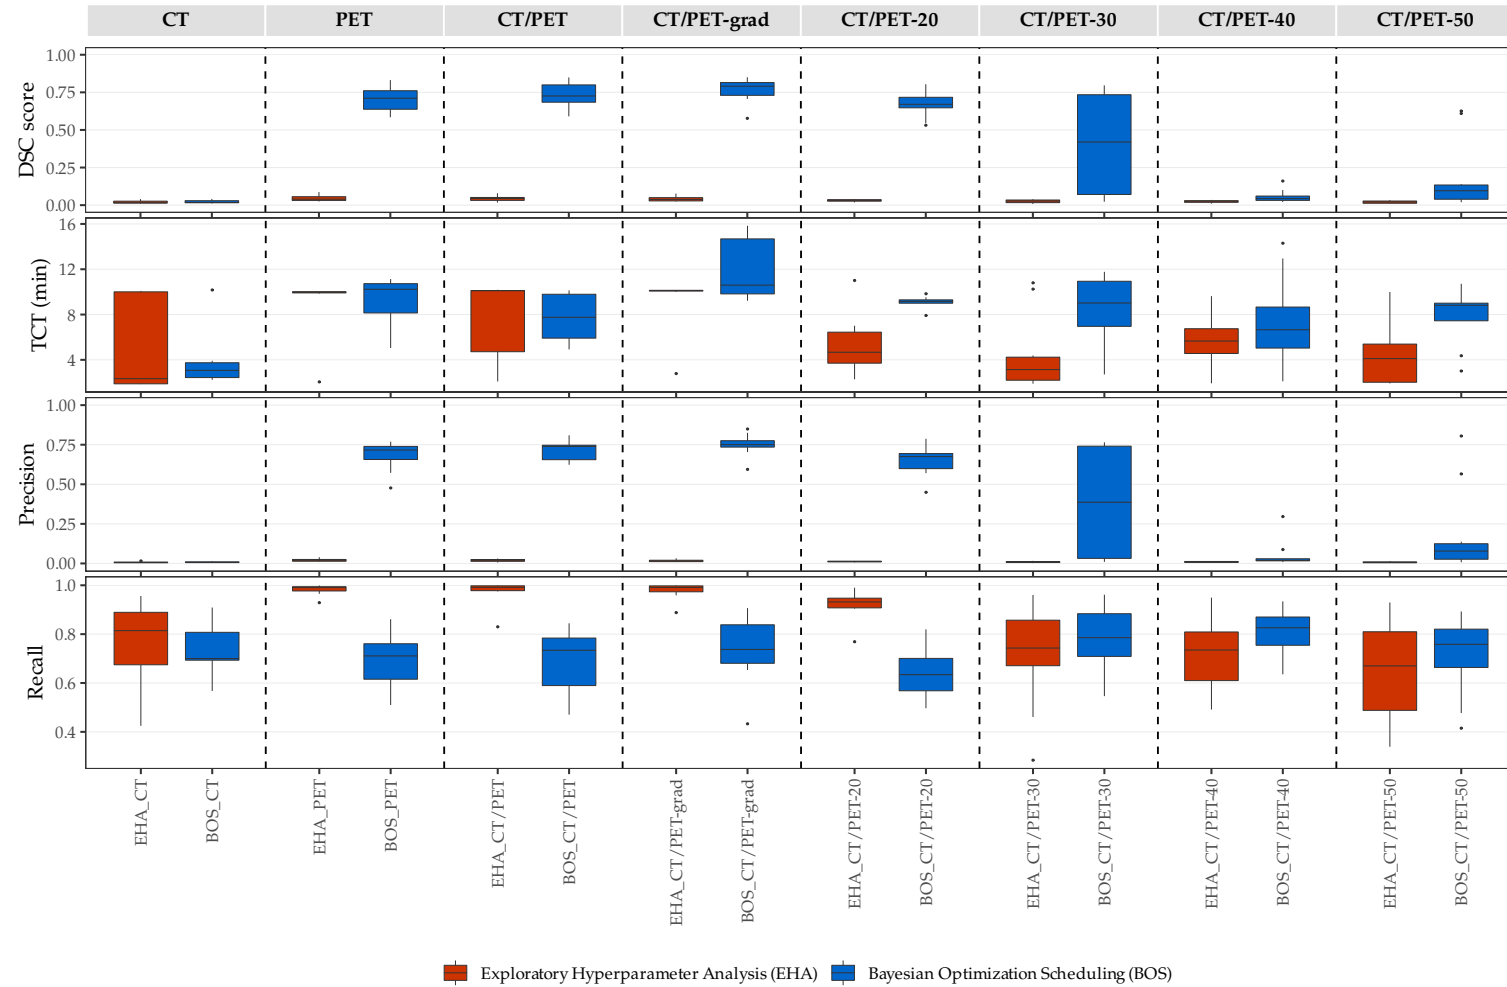 CT PET CT/PET CT/PET-grad CT/PET-20 CT/PET-30 CT/PET-40 CT/PET-50
DSC score
1.00
0.75
0.50
0.25
0.00
TCT (min)
16
12
8
4
Precision
1.00
0.75
0.50
0.25
0.00
Recall
1.0
0.8
0.6
0.4
EHA_CT
BOS_CT
EHA_PET
BOS_PET
EHA_CT/PET
BOS_CT/PET
EHA_CT/PET-grad
BOS_CT/PET-grad
EHA_CT/PET-20
BOS_CT/PET-20
EHA_CT/PET-30
BOS_CT/PET-30
EHA_CT/PET-40
BOS_CT/PET-40
EHA_CT/PET-50
BOS_CT/PET-50
Exploratory Hyperparameter Analysis (EHA) Bayesian Optimization Scheduling (BOS)